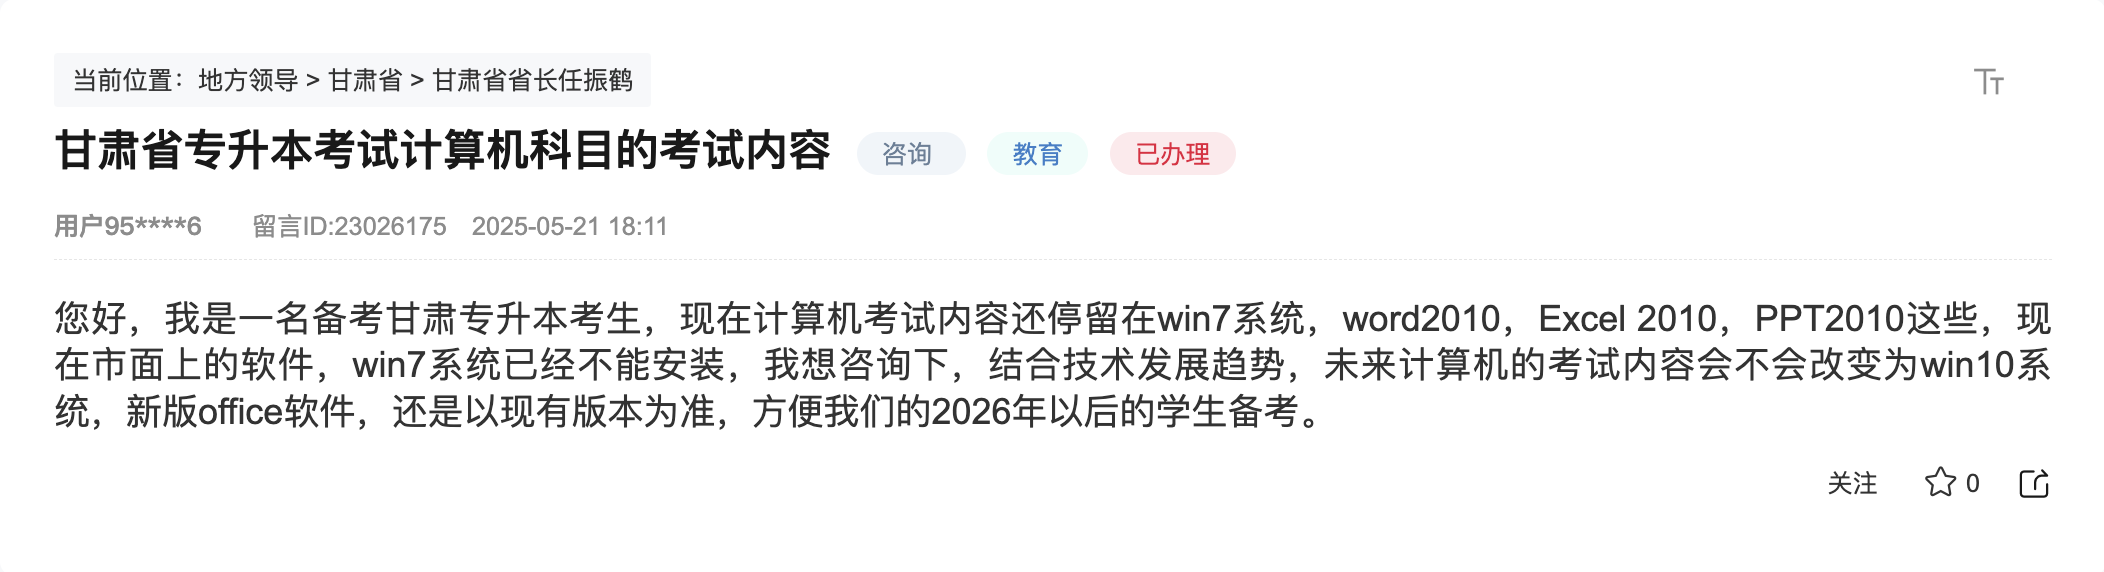 当前位置：地方领导 > 甘肃省 > 甘肃省省长任振鹤
甘肃省专升本考试计算机科目的考试内容 咨询 教育 已办理
用户95****6 留言ID:23026175 2025-05-21 18:11
您好，我是一名备考甘肃专升本考生，现在计算机考试内容还停留在win7系统，word2010，Excel 2010，PPT2010这些，现
在市面上的软件，win7系统已经不能安装，我想咨询下，结合技术发展趋势，未来计算机的考试内容会不会改变为win10系
统，新版office软件，还是以现有版本为准，方便我们的2026年以后的学生备考。
关注 0